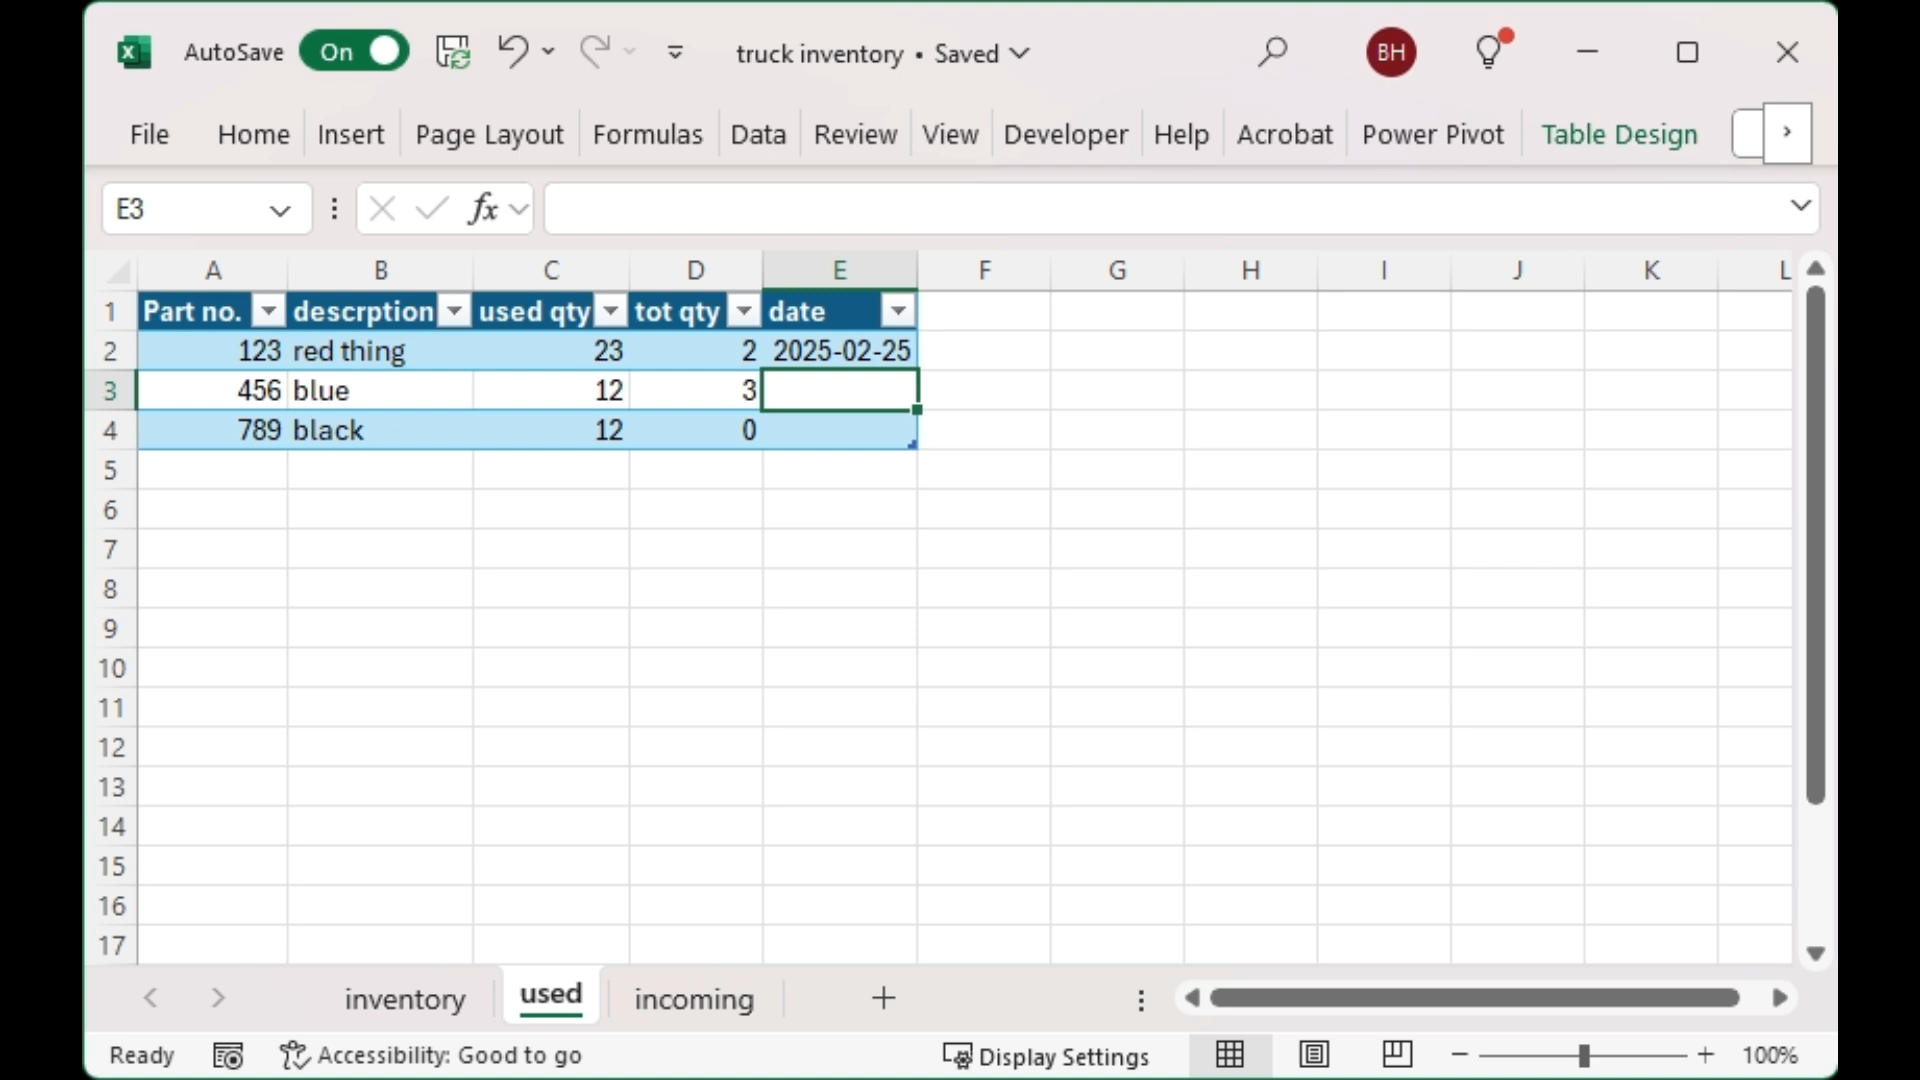 AutoSave On truck inventory • Saved BH
File Home Insert Page Layout Formulas Data Review View Developer Help Acrobat Power Pivot Table Design
E3 fx
A B C D E F G H I J K L
1 Part no. descrption used qty tot qty date
2 123 red thing 23 2 2025-02-25
3 456 blue 12 3
4 789 black 12 0
5
6
7
8
9
10
11
12
13
14
15
16
17
inventory used incoming
Ready Accessibility: Good to go Display Settings 100%